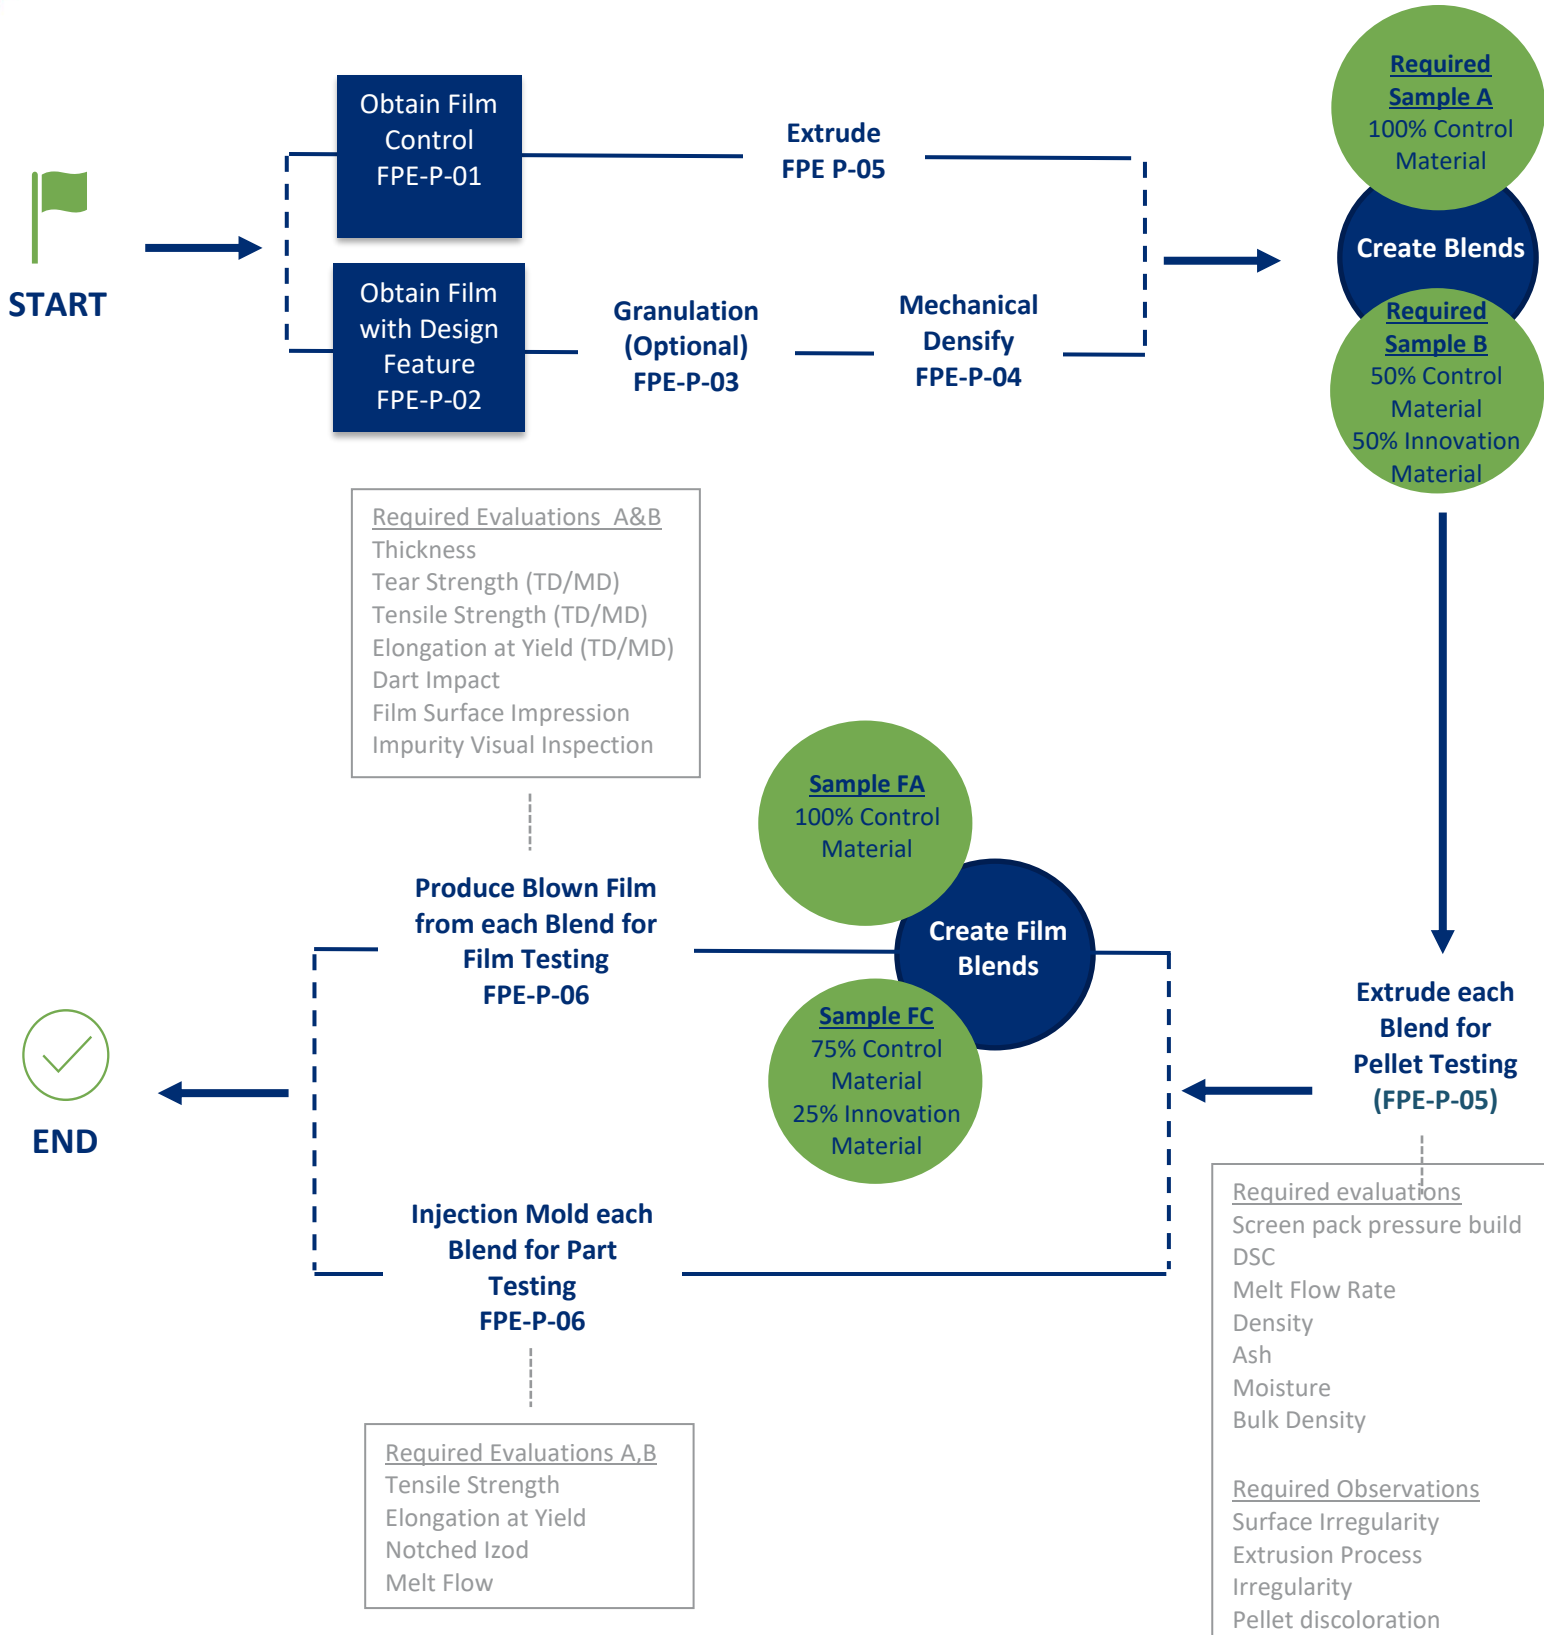 START
Obtain Film
Control
FPE-P-01
Extrude
FPE P-05
Obtain Film
with Design
Feature
FPE-P-02
Granulation
(Optional)
FPE-P-03
Mechanical
Densify
FPE-P-04
Required
Sample A
100% Control
Material
Create Blends
Required
Sample B
50% Control
Material
50% Innovation
Material
Extrude each
Blend for
Pellet Testing
(FPE-P-05)
Required evaluations
Screen pack pressure build
DSC
Melt Flow Rate
Density
Ash
Moisture
Bulk Density
Required Observations
Surface Irregularity
Extrusion Process
Irregularity
Pellet discoloration
Sample FA
100% Control
Material
Create Film
Blends
Sample FC
75% Control
Material
25% Innovation
Material
Required Evaluations  A&B
Thickness
Tear Strength (TD/MD)
Tensile Strength (TD/MD)
Elongation at Yield (TD/MD)
Dart Impact
Film Surface Impression
Impurity Visual Inspection
Produce Blown Film
from each Blend for
Film Testing
FPE-P-06
Injection Mold each
Blend for Part
Testing
FPE-P-06
Required Evaluations A,B
Tensile Strength
Elongation at Yield
Notched Izod
Melt Flow
END